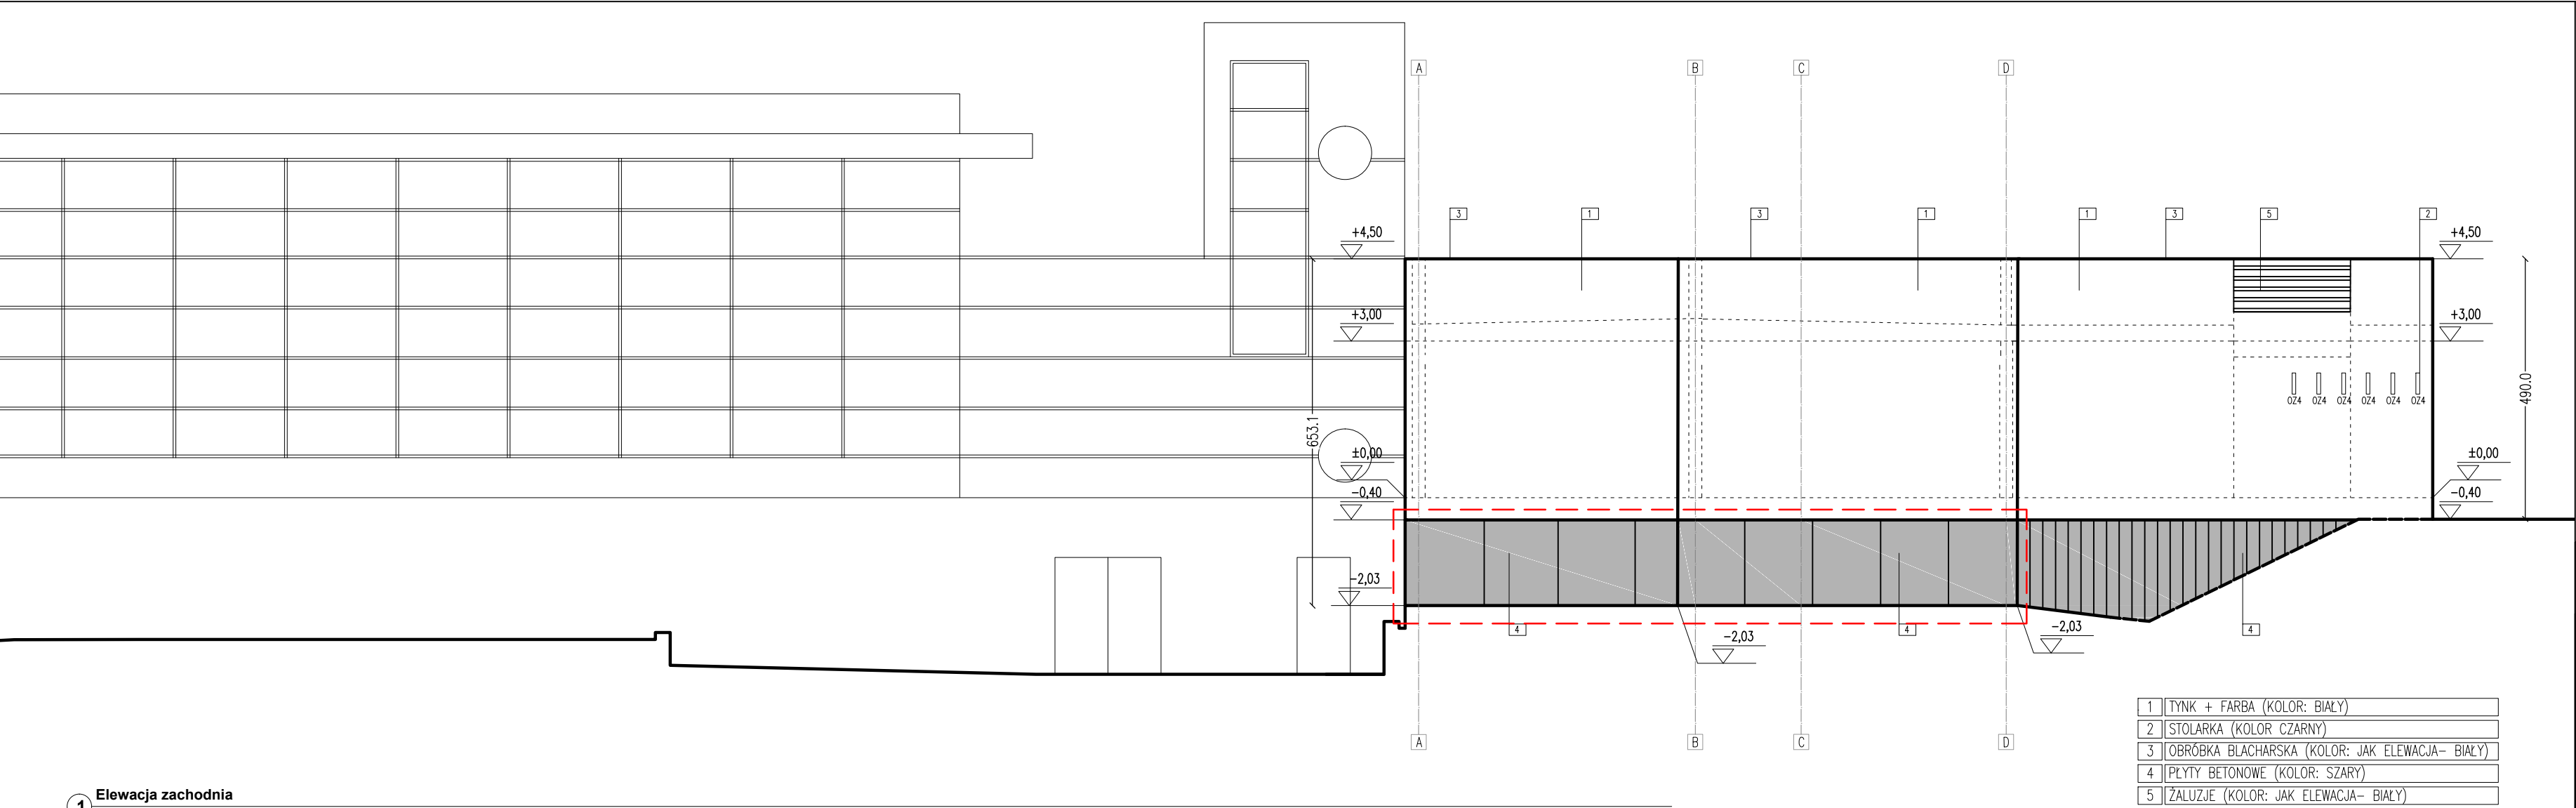 A B C D
3 1 3 1 1 3 5 2
+4,50 +4,50
+3,00 +3,00
OZ4 OZ4 OZ4 OZ4 OZ4 OZ4
490.0
653.1
±0,00 ±0,00
-0,40 -0,40
-2,03
4 4 4
-2,03 -2,03
A B C D
1 TYNK + FARBA (KOLOR: BIAŁY)
2 STOLARKA (KOLOR CZARNY)
3 OBRÓBKA BLACHARSKA (KOLOR: JAK ELEWACJA- BIAŁY)
4 PŁYTY BETONOWE (KOLOR: SZARY)
5 ŻALUZJE (KOLOR: JAK ELEWACJA- BIAŁY)
1 Elewacja zachodnia